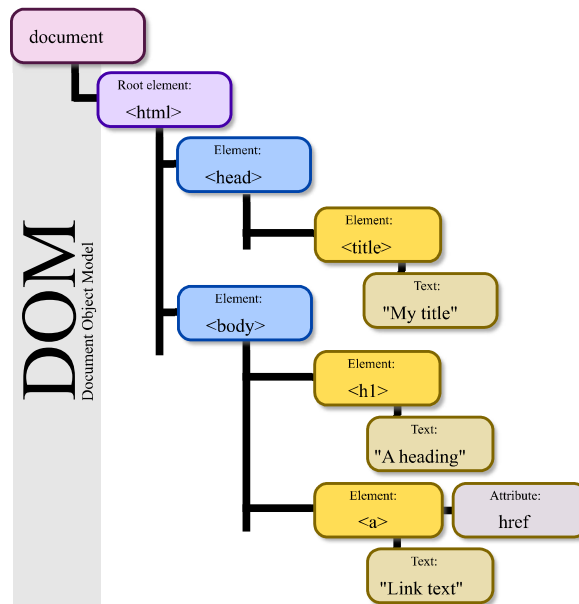 document
Root element:
<html>
Element:
<head>
Element:
<title>
Text:
"My title"
Element:
<body>
Element:
<h1>
Text:
"A heading"
Element:
<a>
Attribute:
href
Text:
"Link text"
DOM
Document Object Model